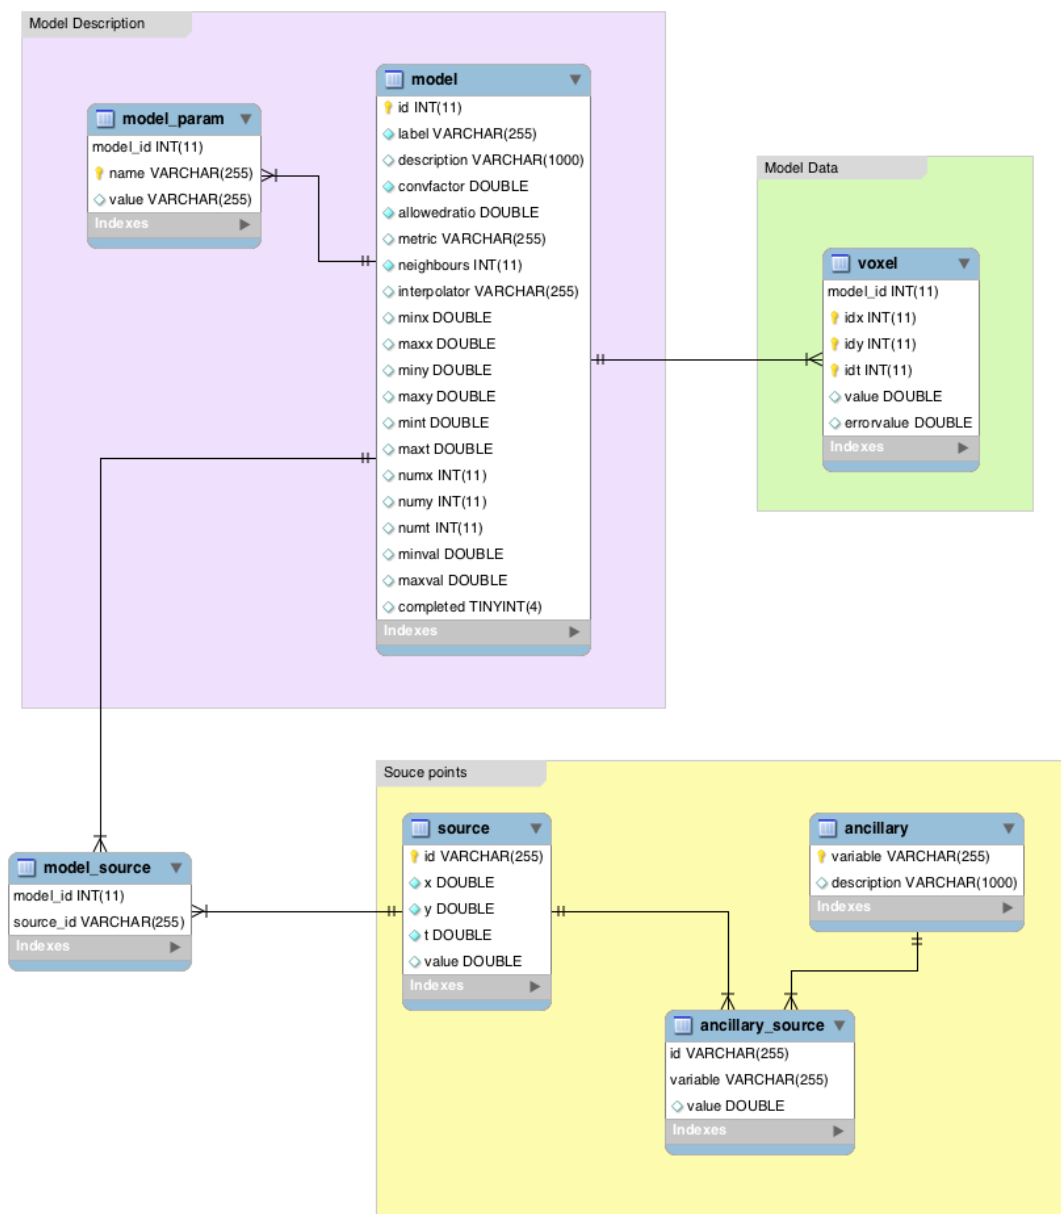 Model Description
model
id INT(11)
label VARCHAR(255)
description VARCHAR(1000)
convfactor DOUBLE
allowedratio DOUBLE
metric VARCHAR(255)
neighbours INT(11)
interpolator VARCHAR(255)
minx DOUBLE
maxx DOUBLE
miny DOUBLE
maxy DOUBLE
mint DOUBLE
maxt DOUBLE
numx INT(11)
numy INT(11)
numt INT(11)
minval DOUBLE
maxval DOUBLE
completed TINYINT(4)
Indexes
model_param
model_id INT(11)
name VARCHAR(255)
value VARCHAR(255)
Indexes
Model Data
voxel
model_id INT(11)
idx INT(11)
idy INT(11)
idt INT(11)
value DOUBLE
errorvalue DOUBLE
Indexes
model_source
model_id INT(11)
source_id VARCHAR(255)
Indexes
Souce points
source
id VARCHAR(255)
x DOUBLE
y DOUBLE
t DOUBLE
value DOUBLE
Indexes
ancillary
variable VARCHAR(255)
description VARCHAR(1000)
Indexes
ancillary_source
id VARCHAR(255)
variable VARCHAR(255)
value DOUBLE
Indexes